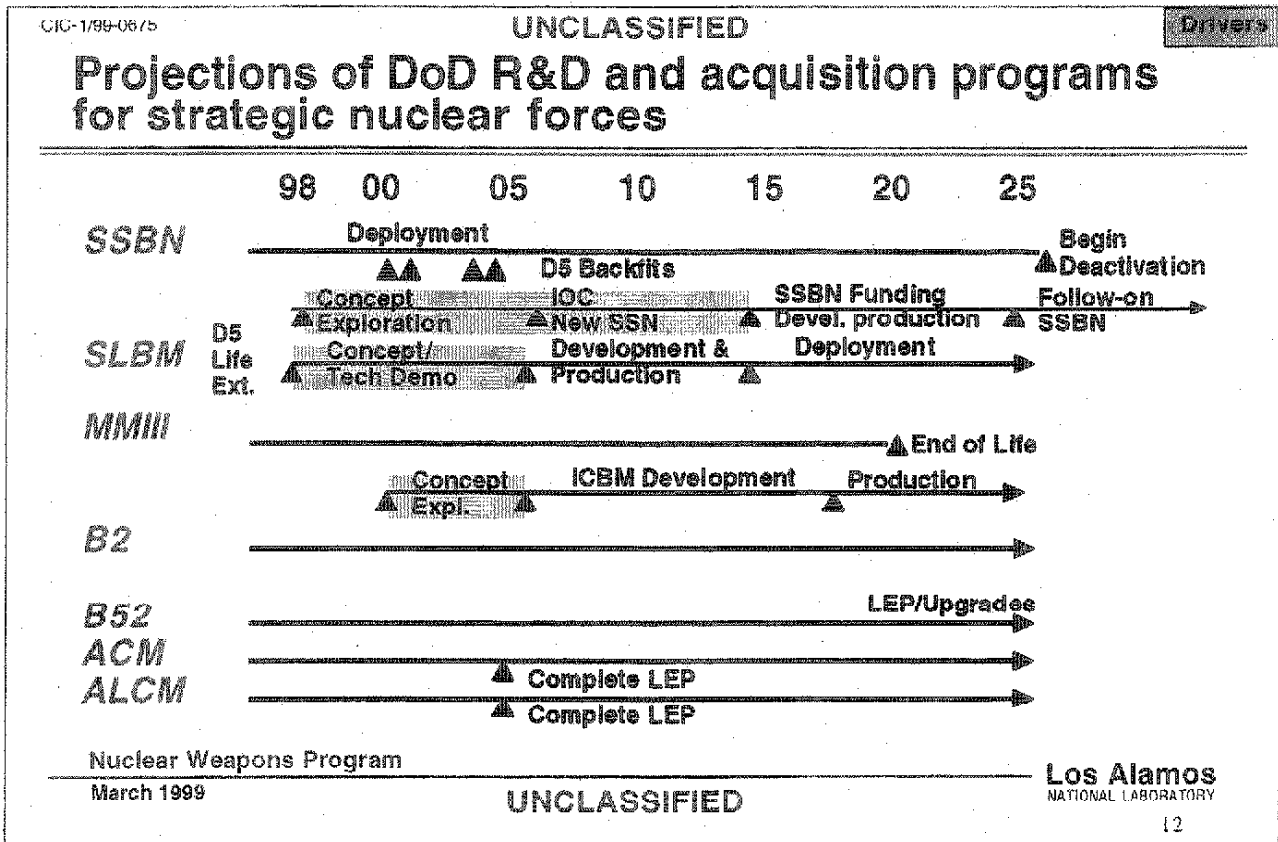 CIC-1/99-0675
UNCLASSIFIED
Drivers
Projections of DoD R&D and acquisition programs
for strategic nuclear forces
98 00 05 10 15 20 25
SSBN
Deployment
D5 Backfits
Begin
Deactivation
Concept
Exploration
IOC
New SSN
SSBN Funding
Devel. production
Follow-on
SSBN
SLBM
D5
Life
Ext.
Concept/
Tech Demo
Development &
Production
Deployment
MMIII
End of Life
Concept
Expl.
ICBM Development
Production
B2
B52
LEP/Upgrades
ACM
Complete LEP
ALCM
Complete LEP
Nuclear Weapons Program
March 1999
UNCLASSIFIED
Los Alamos
NATIONAL LABORATORY
12